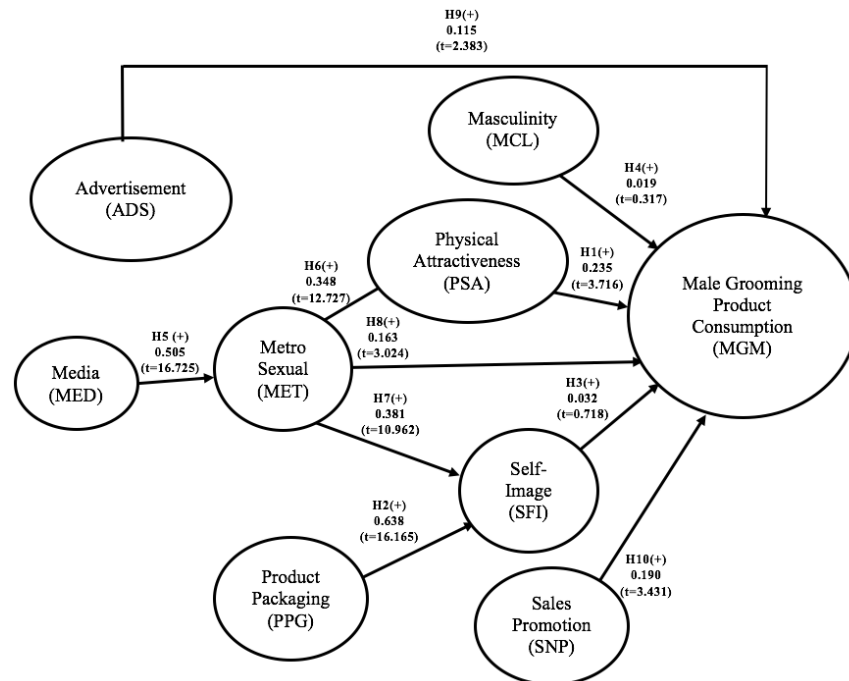 H9(+)
0.115
(t=2.383)
Masculinity
(MCL)
Advertisement
(ADS)
H4(+)
0.019
(t=0.317)
Physical
Attractiveness
(PSA)
H1(+)
0.235
(t=3.716)
H6(+)
0.348
(t=12.727)
Male Grooming
Product
Consumption
(MGM)
H5 (+)
0.505
(t=16.725)
Media
(MED)
Metro
Sexual
(MET)
H8(+)
0.163
(t=3.024)
H7(+)
0.381
(t=10.962)
H3(+)
0.032
(t=0.718)
Self-
Image
(SFI)
H2(+)
0.638
(t=16.165)
Product
Packaging
(PPG)
H10(+)
0.190
(t=3.431)
Sales
Promotion
(SNP)